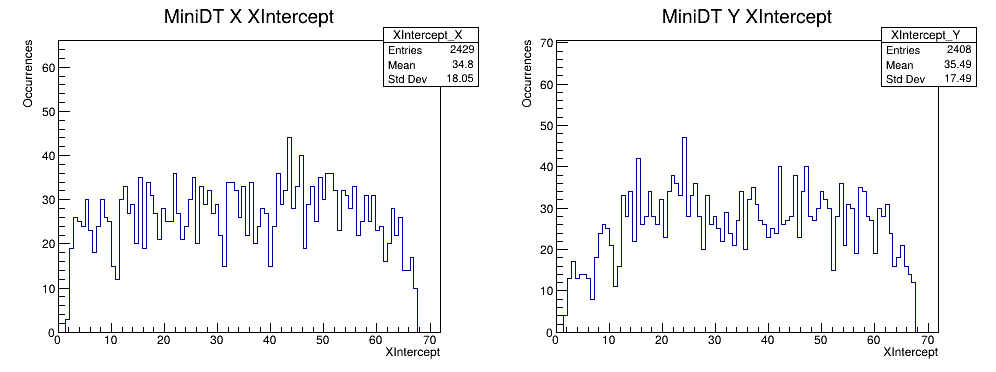 MiniDT X XIntercept
XIntercept_X
Entries 2429
Mean 34.8
Std Dev 18.05
Occurrences
60
50
40
30
20
10
0
0 10 20 30 40 50 60 70
XIntercept
MiniDT Y XIntercept
XIntercept_Y
Entries 2408
Mean 35.49
Std Dev 17.49
Occurrences
70
60
50
40
30
20
10
0
0 10 20 30 40 50 60 70
XIntercept